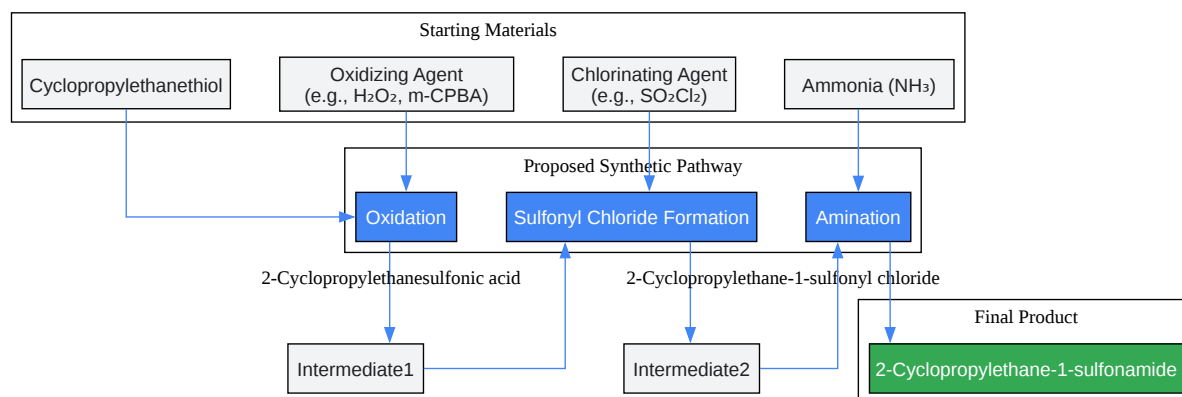 Starting Materials
Cyclopropylethanethiol
Oxidizing Agent
(e.g., H₂O₂, m-CPBA)
Chlorinating Agent
(e.g., SO₂Cl₂)
Ammonia (NH₃)
Proposed Synthetic Pathway
Oxidation
Sulfonyl Chloride Formation
Amination
2-Cyclopropylethanesulfonic acid
2-Cyclopropylethane-1-sulfonyl chloride
Final Product
Intermediate1
Intermediate2
2-Cyclopropylethane-1-sulfonamide